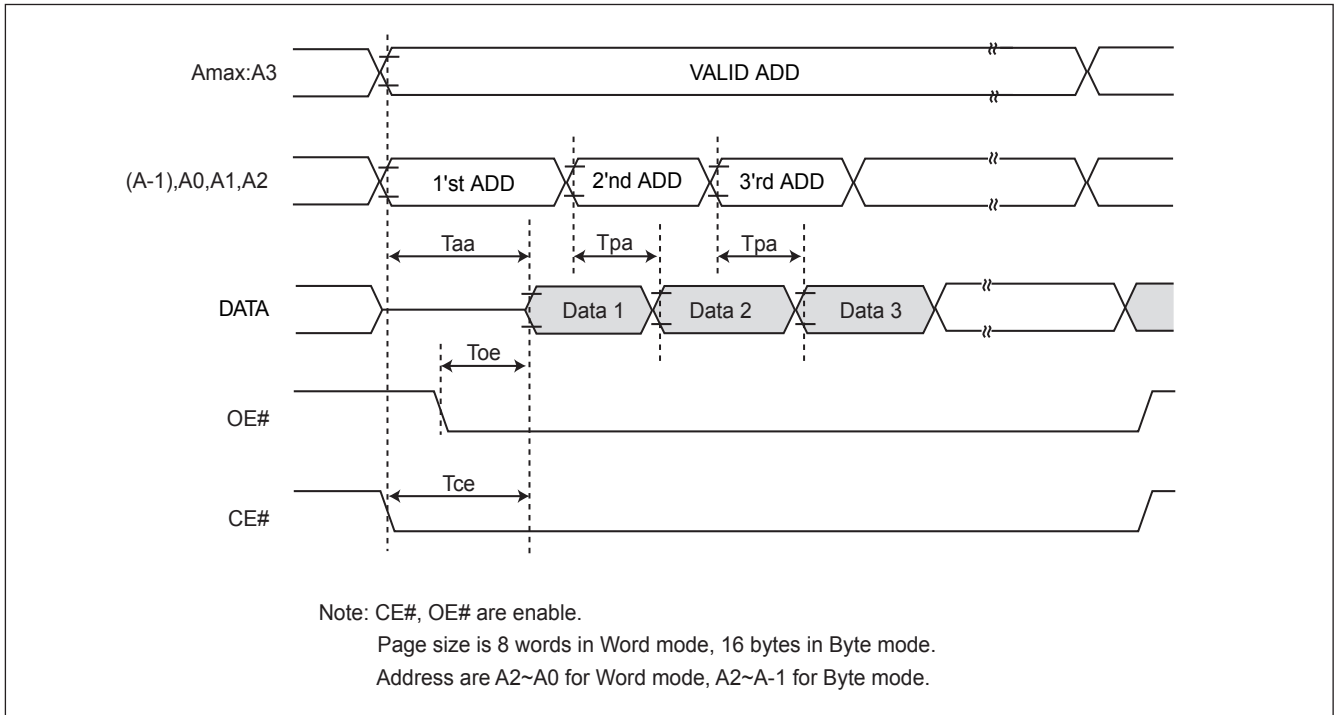 Amax:A3
VALID ADD
(A-1),A0,A1,A2
1'st ADD
2'nd ADD
3'rd ADD
Taa
Tpa
Tpa
DATA
Data 1
Data 2
Data 3
Toe
OE#
Tce
CE#
Note: CE#, OE# are enable.
Page size is 8 words in Word mode, 16 bytes in Byte mode.
Address are A2~A0 for Word mode, A2~A-1 for Byte mode.